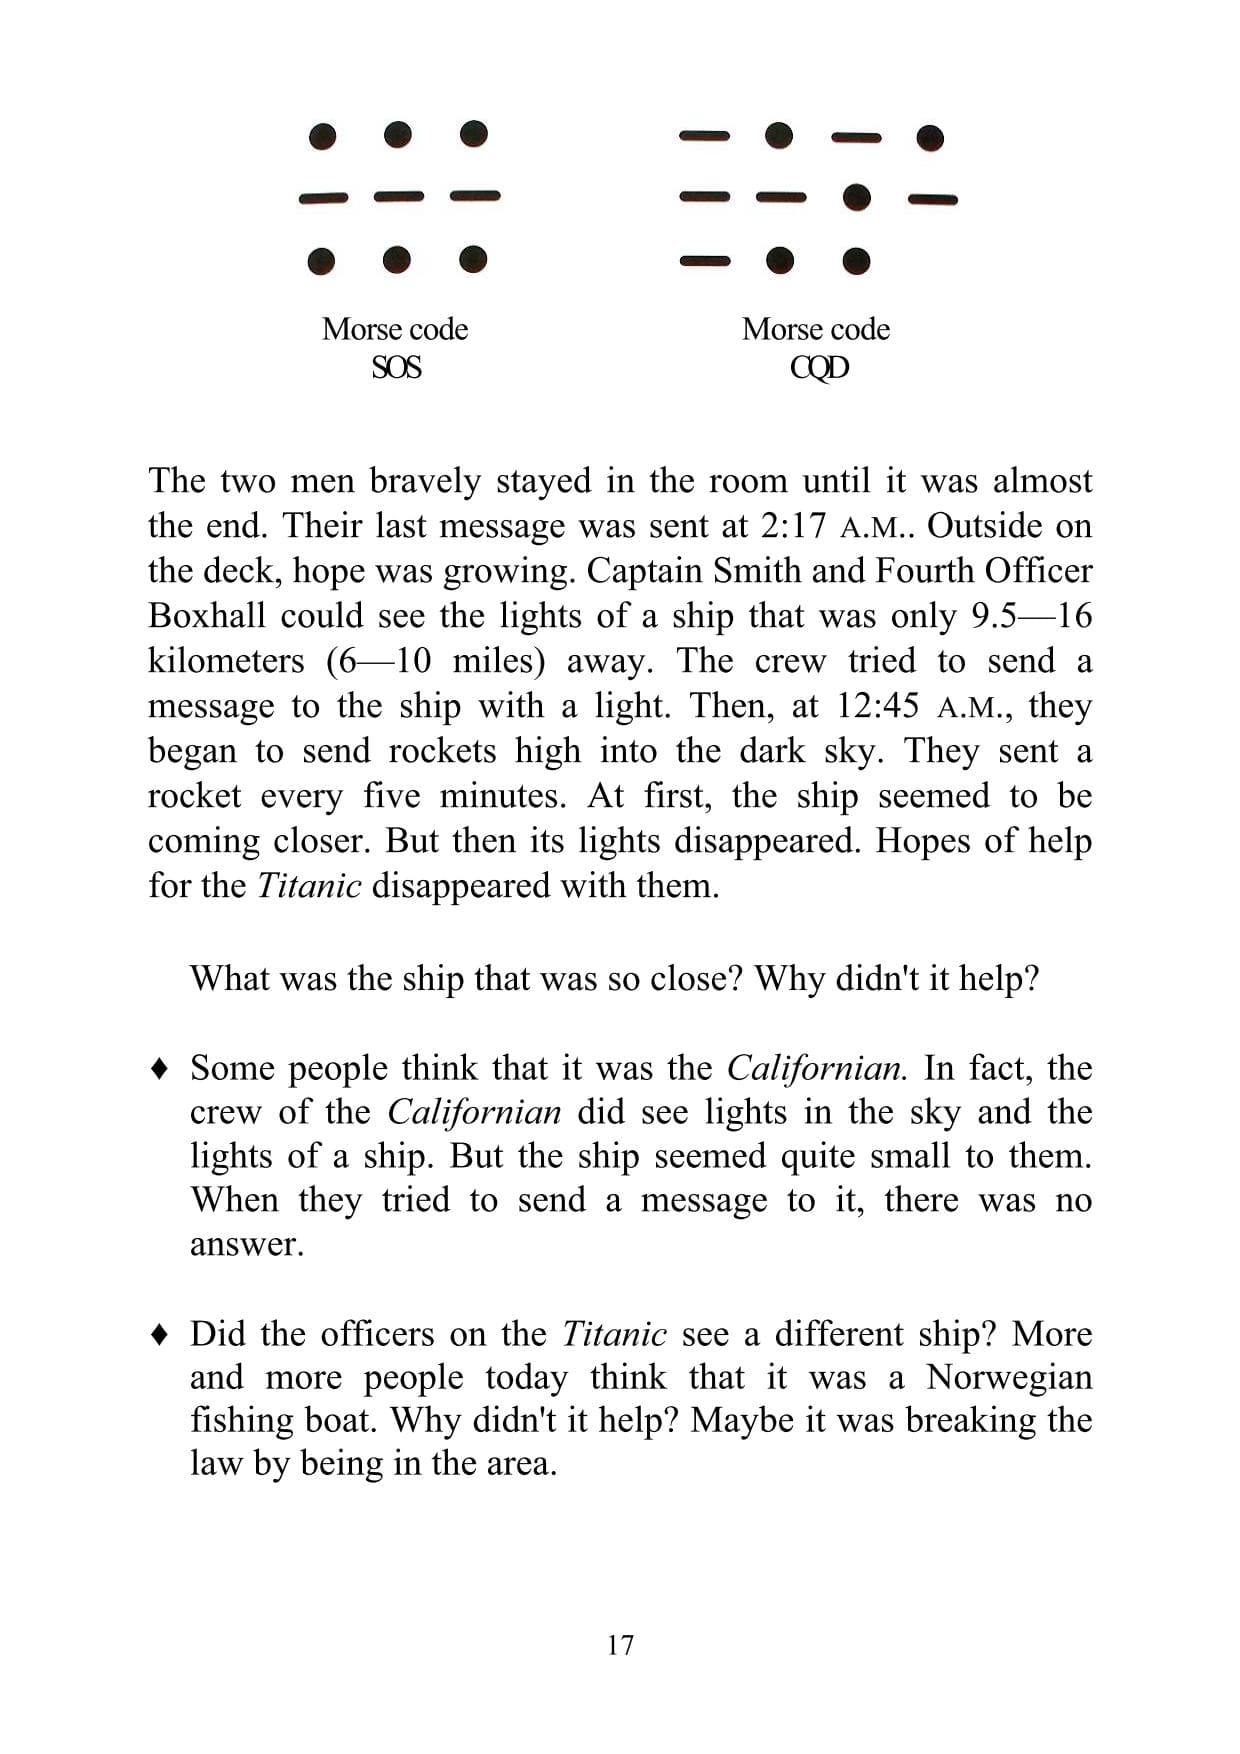 ● ● ●
— — —
● ● ●
Morse code
SOS
— ● — ●
— — ● —
— ● ●
Morse code
CQD
The two men bravely stayed in the room until it was almost
the end. Their last message was sent at 2:17 A.M.. Outside on
the deck, hope was growing. Captain Smith and Fourth Officer
Boxhall could see the lights of a ship that was only 9.5—16
kilometers (6—10 miles) away. The crew tried to send a
message to the ship with a light. Then, at 12:45 A.M., they
began to send rockets high into the dark sky. They sent a
rocket every five minutes. At first, the ship seemed to be
coming closer. But then its lights disappeared. Hopes of help
for the Titanic disappeared with them.
What was the ship that was so close? Why didn't it help?
♦ Some people think that it was the Californian. In fact, the
crew of the Californian did see lights in the sky and the
lights of a ship. But the ship seemed quite small to them.
When they tried to send a message to it, there was no
answer.
♦ Did the officers on the Titanic see a different ship? More
and more people today think that it was a Norwegian
fishing boat. Why didn't it help? Maybe it was breaking the
law by being in the area.
17